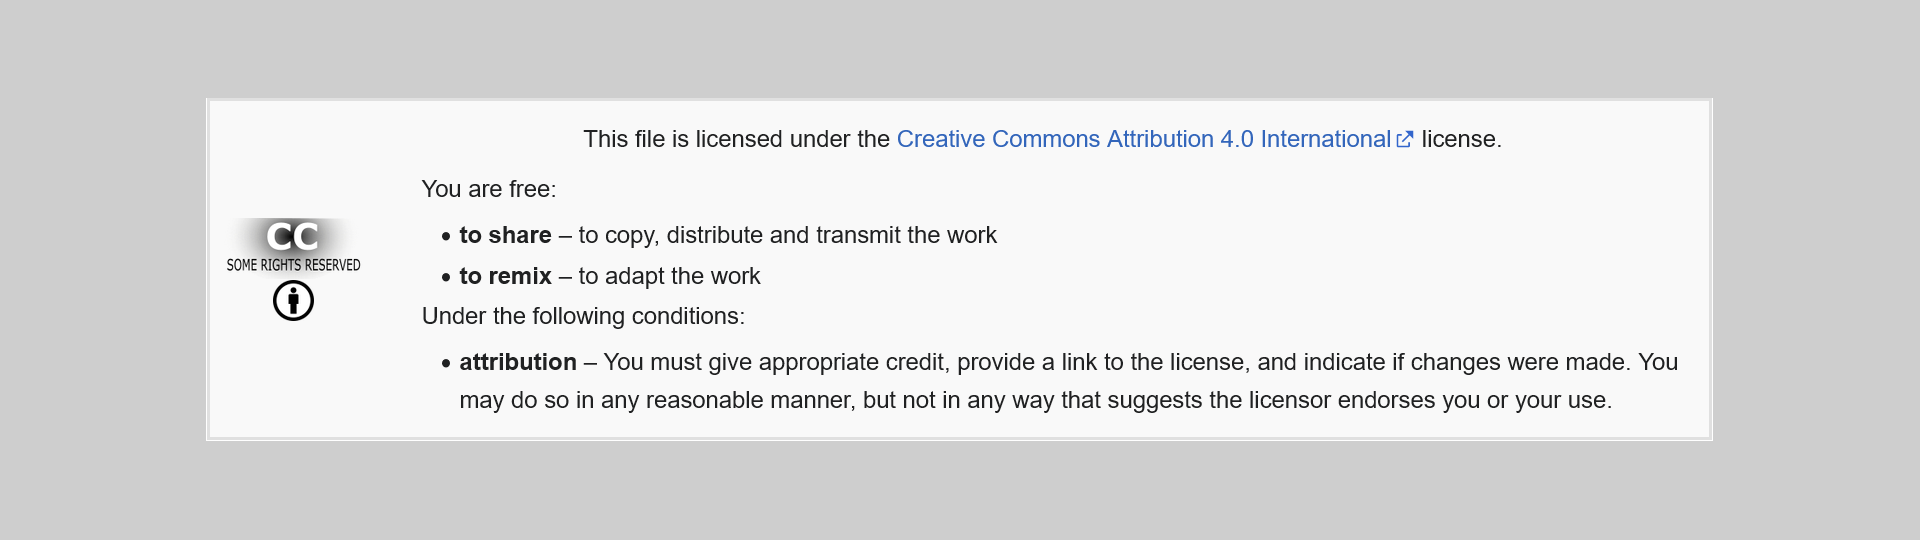 This file is licensed under the Creative Commons Attribution 4.0 International license.
You are free:
• to share – to copy, distribute and transmit the work
• to remix – to adapt the work
CC
SOME RIGHTS RESERVED
Under the following conditions:
• attribution – You must give appropriate credit, provide a link to the license, and indicate if changes were made. You
may do so in any reasonable manner, but not in any way that suggests the licensor endorses you or your use.